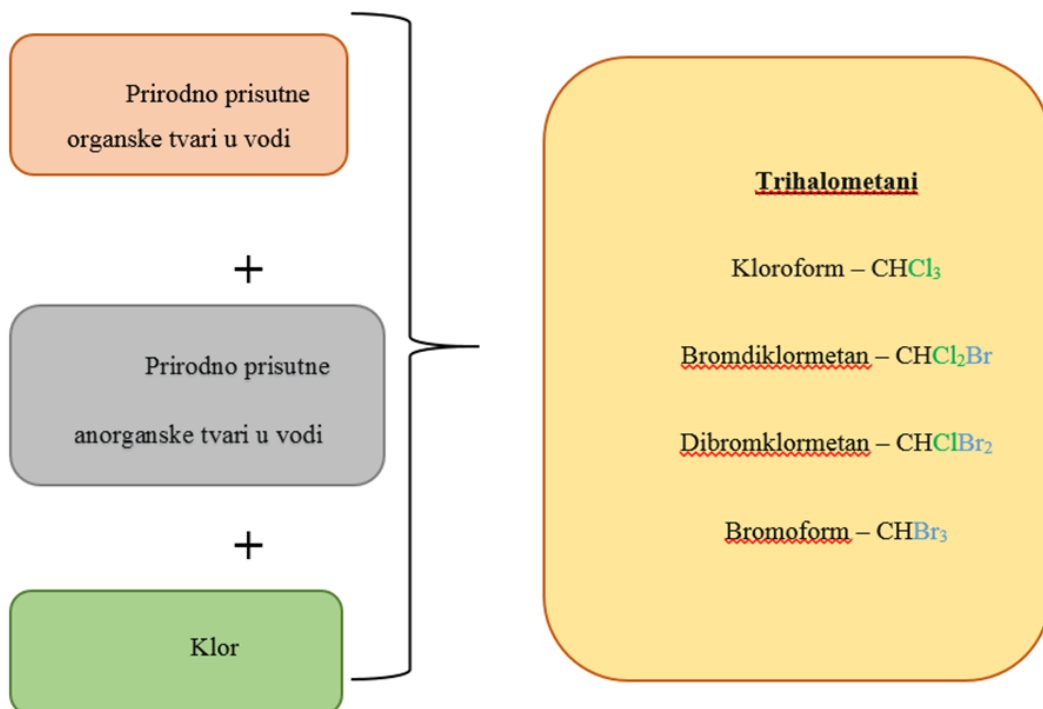 Prirodno prisutne
organske tvari u vodi
+
Prirodno prisutne
anorganske tvari u vodi
+
Klor
Trihalometani
Kloroform – CHCl₃
Bromdiklormetan – CHCl₂Br
Dibromklormetan – CHClBr₂
Bromoform – CHBr₃